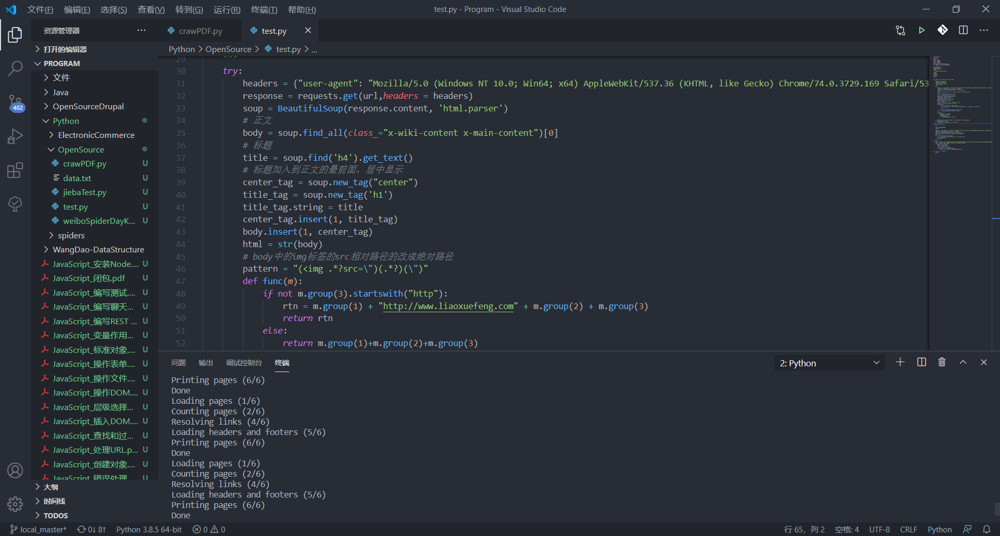 文件(F) 编辑(E) 选择(S) 查看(V) 转到(G) 运行(R) 终端(T) 帮助(H)
test.py - Program - Visual Studio Code
资源管理器
打开的编辑器
PROGRAM
文件
Java
OpenSourceDrupal
Python
ElectronicCommerce
OpenSource
crawPDF.py U
data.txt U
jiebaTest.py U
test.py U
weiboSpiderDayK... U
spiders
WangDao-DataStructure
JavaScript_安装Node.... U
JavaScript_闭包.pdf U
JavaScript_编写测试.... U
JavaScript_编写聊天... U
JavaScript_编写REST ... U
JavaScript_变量作用... U
JavaScript_标准对象.... U
JavaScript_操作表单.... U
JavaScript_操作文件.... U
JavaScript_操作DOM.... U
JavaScript_层级选择... U
JavaScript_插入DOM.... U
JavaScript_查找和过... U
JavaScript_处理URL.p... U
JavaScript_创建对象.... U
JavaScript_错误处理 U
大纲
时间线
TODOS
402
crawPDF.py
test.py
Python > OpenSource > test.py > ...
29 """
30 try:
31 headers = {"user-agent": "Mozilla/5.0 (Windows NT 10.0; Win64; x64) AppleWebKit/537.36 (KHTML, like Gecko) Chrome/74.0.3729.169 Safari/53
32 response = requests.get(url,headers = headers)
33 soup = BeautifulSoup(response.content, 'html.parser')
34 # 正文
35 body = soup.find_all(class_="x-wiki-content x-main-content")[0]
36 # 标题
37 title = soup.find('h4').get_text()
38 # 标题加入到正文的最前面，居中显示
39 center_tag = soup.new_tag("center")
40 title_tag = soup.new_tag('h1')
41 title_tag.string = title
42 center_tag.insert(1, title_tag)
43 body.insert(1, center_tag)
44 html = str(body)
45 # body中的img标签的src相对路径的改成绝对路径
46 pattern = "(<img .*?src=\")(.*?)(\")"
47 def func(m):
48 if not m.group(3).startswith("http"):
49 rtn = m.group(1) + "http://www.liaoxuefeng.com" + m.group(2) + m.group(3)
50 return rtn
51 else:
52 return m.group(1)+m.group(2)+m.group(3)
问题 输出 调试控制台 终端
2: Python
Printing pages (6/6)
Done
Loading pages (1/6)
Counting pages (2/6)
Resolving links (4/6)
Loading headers and footers (5/6)
Printing pages (6/6)
Done
Loading pages (1/6)
Counting pages (2/6)
Resolving links (4/6)
Loading headers and footers (5/6)
Printing pages (6/6)
Done
local_master* 0↓ 8↑ Python 3.8.5 64-bit 0 0
行 65，列 2 空格: 4 UTF-8 CRLF Python